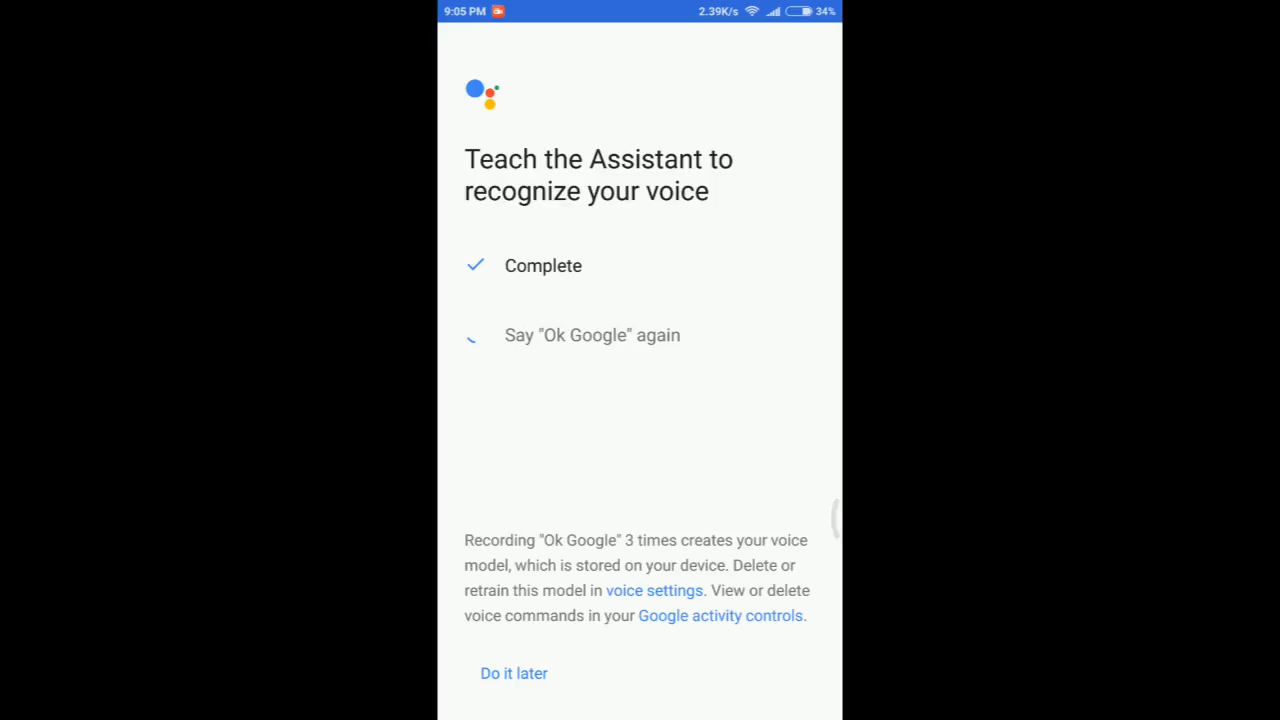 9:05 PM 2.39K/s 34%
Teach the Assistant to
recognize your voice
Complete
Say "Ok Google" again
Recording "Ok Google" 3 times creates your voice
model, which is stored on your device. Delete or
retrain this model in voice settings. View or delete
voice commands in your Google activity controls.
Do it later